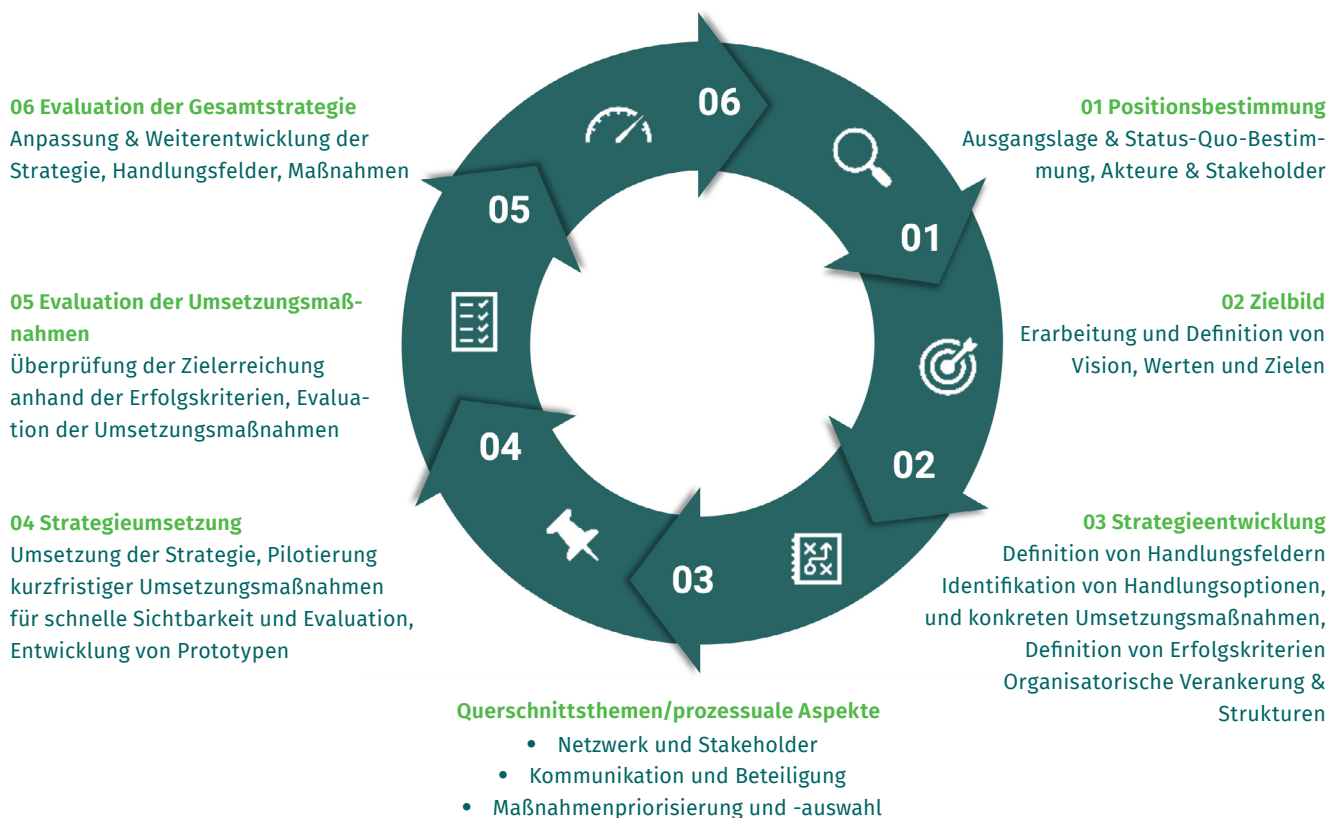 06 Evaluation der Gesamtstrategie
Anpassung & Weiterentwicklung der
Strategie, Handlungsfelder, Maßnahmen
05 Evaluation der Umsetzungsmaß-
nahmen
Überprüfung der Zielerreichung
anhand der Erfolgskriterien, Evalua-
tion der Umsetzungsmaßnahmen
04 Strategieumsetzung
Umsetzung der Strategie, Pilotierung
kurzfristiger Umsetzungsmaßnahmen
für schnelle Sichtbarkeit und Evaluation,
Entwicklung von Prototypen
06
05
01
04
02
03
01 Positionsbestimmung
Ausgangslage & Status-Quo-Bestim-
mung, Akteure & Stakeholder
02 Zielbild
Erarbeitung und Definition von
Vision, Werten und Zielen
03 Strategieentwicklung
Definition von Handlungsfeldern
Identifikation von Handlungsoptionen,
und konkreten Umsetzungsmaßnahmen,
Definition von Erfolgskriterien
Organisatorische Verankerung &
Strukturen
Querschnittsthemen/prozessuale Aspekte
• Netzwerk und Stakeholder
• Kommunikation und Beteiligung
• Maßnahmenpriorisierung und -auswahl